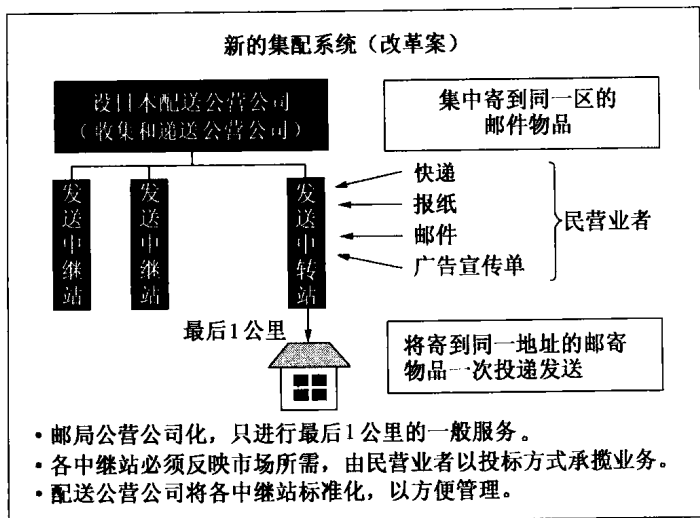 新的集配系统（改革案）
设日本配送公营公司
（收集和递送公营公司）
集中寄到同一区的
邮件物品
发送中继站
发送中继站
发送中转站
快递
报纸
邮件
广告宣传单
民营业者
最后1公里
将寄到同一地址的邮寄
物品一次投递发送
·邮局公营公司化，只进行最后1公里的一般服务。
·各中继站必须反映市场所需，由民营业者以投标方式承揽业务。
·配送公营公司将各中继站标准化，以方便管理。